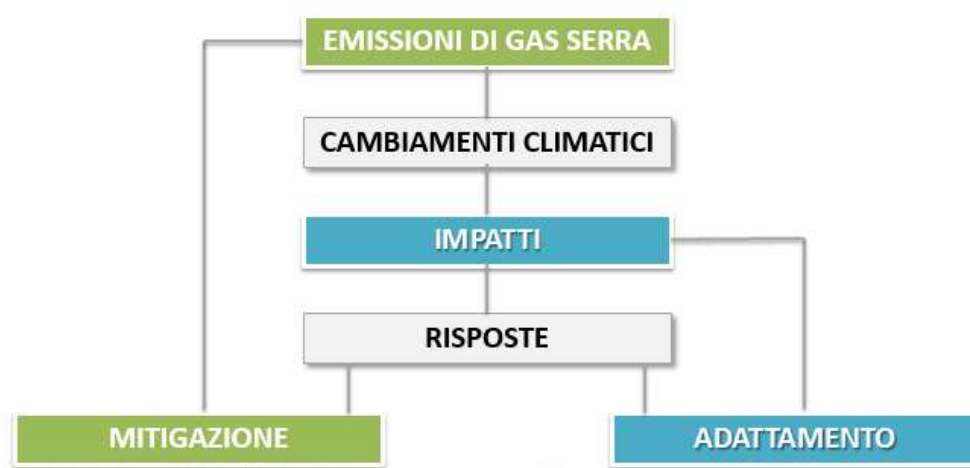 EMISSIONI DI GAS SERRA
CAMBIAMENTI CLIMATICI
IMPATTI
RISPOSTE
MITIGAZIONE
ADATTAMENTO